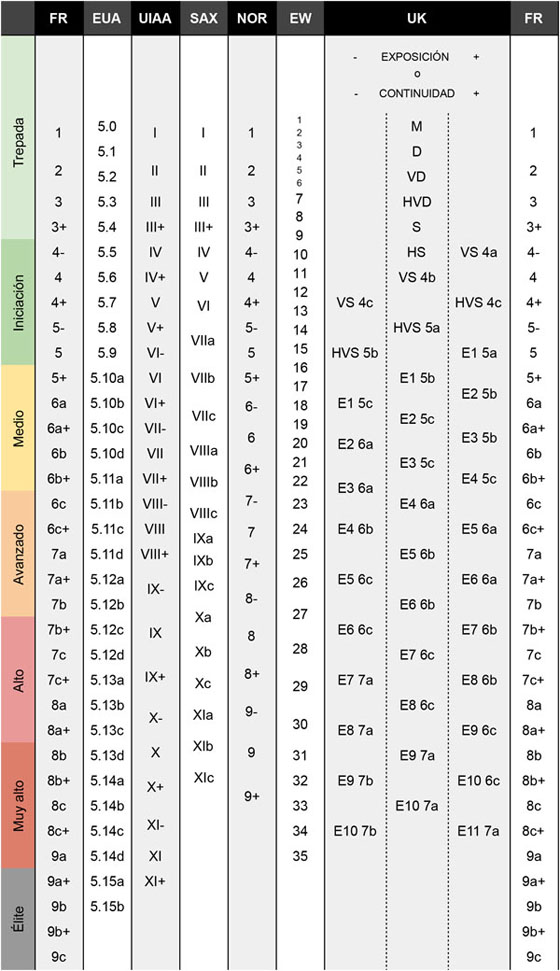 FR EUA UIAA SAX NOR EW UK FR
- EXPOSICIÓN +
o
- CONTINUIDAD +
Trepada
1 5.0 I I 1 1 2 3 M 1
5.1 4 D
2 5.2 II II 2 5 6 VD 2
3 5.3 III III 3 7 HVD 3
3+ 5.4 III+ III+ 3+ 8 9 S 3+
Iniciación
4- 5.5 IV IV 4- 10 HS VS 4a 4-
4 5.6 IV+ V 4 11 VS 4b 4
4+ 5.7 V VI 4+ 12 13 VS 4c HVS 4c 4+
5- 5.8 V+ VIIa 5- 14 HVS 5a 5-
5 5.9 VI- 5 15 HVS 5b E1 5a 5
Medio
5+ 5.10a VI VIIb 5+ 16 17 E1 5b 5+
6a 5.10b VI+ 6- 18 E1 5c E2 5b 6a
6a+ 5.10c VII- VIIc 19 E2 5c 6a+
6b 5.10d VII VIIIa 6 20 21 E2 6a E3 5b 6b
6b+ 5.11a VII+ VIIIb 6+ 22 E3 6a E3 5c E4 5c 6b+
Avanzado
6c 5.11b VIII- VIIIc 7- 23 E4 6a 6c
6c+ 5.11c VIII IXa 7 24 E4 6b E5 6a 6c+
7a 5.11d VIII+ IXb 7+ 25 E5 6b 7a
7a+ 5.12a IX- IXc 26 E5 6c E6 6a 7a+
7b 5.12b Xa 8- 27 E6 6b 7b
Alto
7b+ 5.12c IX 8 28 E6 6c E7 6b 7b+
7c 5.12d Xb E7 6c 7c
7c+ 5.13a IX+ Xc 8+ 29 E7 7a E8 6b 7c+
8a 5.13b X- XIa 9- E8 6c 8a
8a+ 5.13c 30 E8 7a E9 6c 8a+
Muy alto
8b 5.13d X XIb 9 31 E9 7a 8b
8b+ 5.14a X+ XIc 9+ 32 E9 7b E10 6c 8b+
8c 5.14b 33 E10 7a 8c
8c+ 5.14c XI- 34 E10 7b E11 7a 8c+
9a 5.14d XI 35 9a
Élite
9a+ 5.15a XI+ 9a+
9b 5.15b 9b
9b+ 9b+
9c 9c